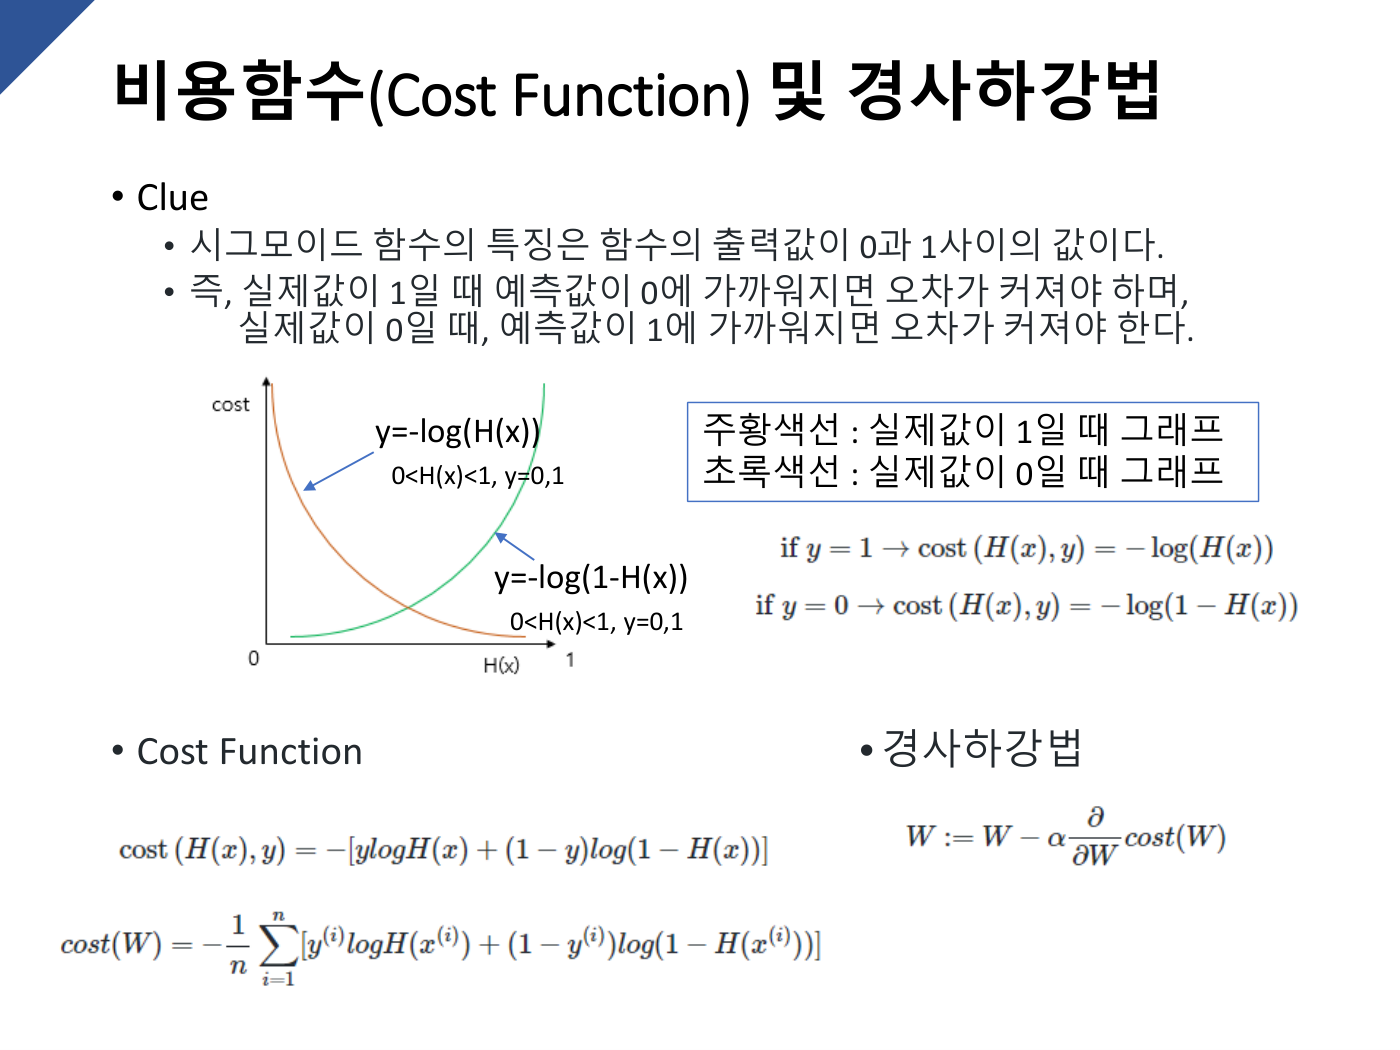 비용함수(Cost Function) 및 경사하강법
• Clue
• 시그모이드 함수의 특징은 함수의 출력값이 0과 1사이의 값이다.
• 즉, 실제값이 1일 때 예측값이 0에 가까워지면 오차가 커져야 하며,
실제값이 0일 때, 예측값이 1에 가까워지면 오차가 커져야 한다.
cost
y=-log(H(x))
0<H(x)<1, y=0,1
y=-log(1-H(x))
0<H(x)<1, y=0,1
0
H(x)
1
주황색선 : 실제값이 1일 때 그래프
초록색선 : 실제값이 0일 때 그래프
if y = 1 → cost (H(x), y) = − log(H(x))
if y = 0 → cost (H(x), y) = − log(1 − H(x))
• Cost Function
cost (H(x), y) = −[ylogH(x) + (1 − y)log(1 − H(x))]
cost(W) = −\frac{1}{n} \sum_{i=1}^{n} [y^{(i)}logH(x^{(i)}) + (1 − y^{(i)})log(1 − H(x^{(i)}))]
• 경사하강법
W := W − α\frac{∂}{∂W}cost(W)